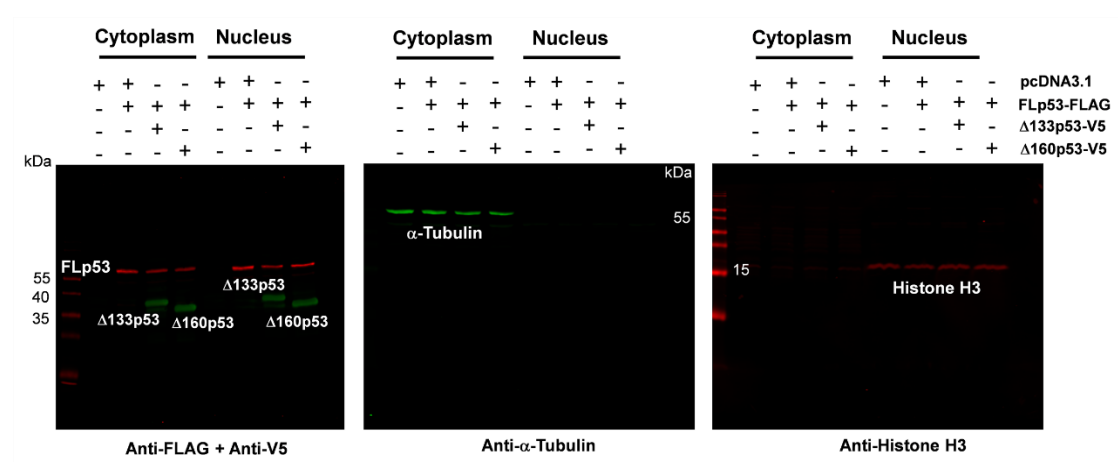 Cytoplasm Nucleus Cytoplasm Nucleus Cytoplasm Nucleus
+ + - - + + - - + + - - + + - - + + - - + + - - pcDNA3.1
- + + + - + + + - + + + - + + + - + + + - + + + FLp53-FLAG
- - + - - - + - - - + - - - + - - - + - - - + - Δ133p53-V5
- - - + - - - + - - - + - - - + - - - + - - - + Δ160p53-V5
kDa kDa
55 α-Tubulin 55
FLp53 Δ133p53 15
40 Histone H3
35 Δ133p53 Δ160p53 Δ160p53
Anti-FLAG + Anti-V5 Anti-α-Tubulin Anti-Histone H3